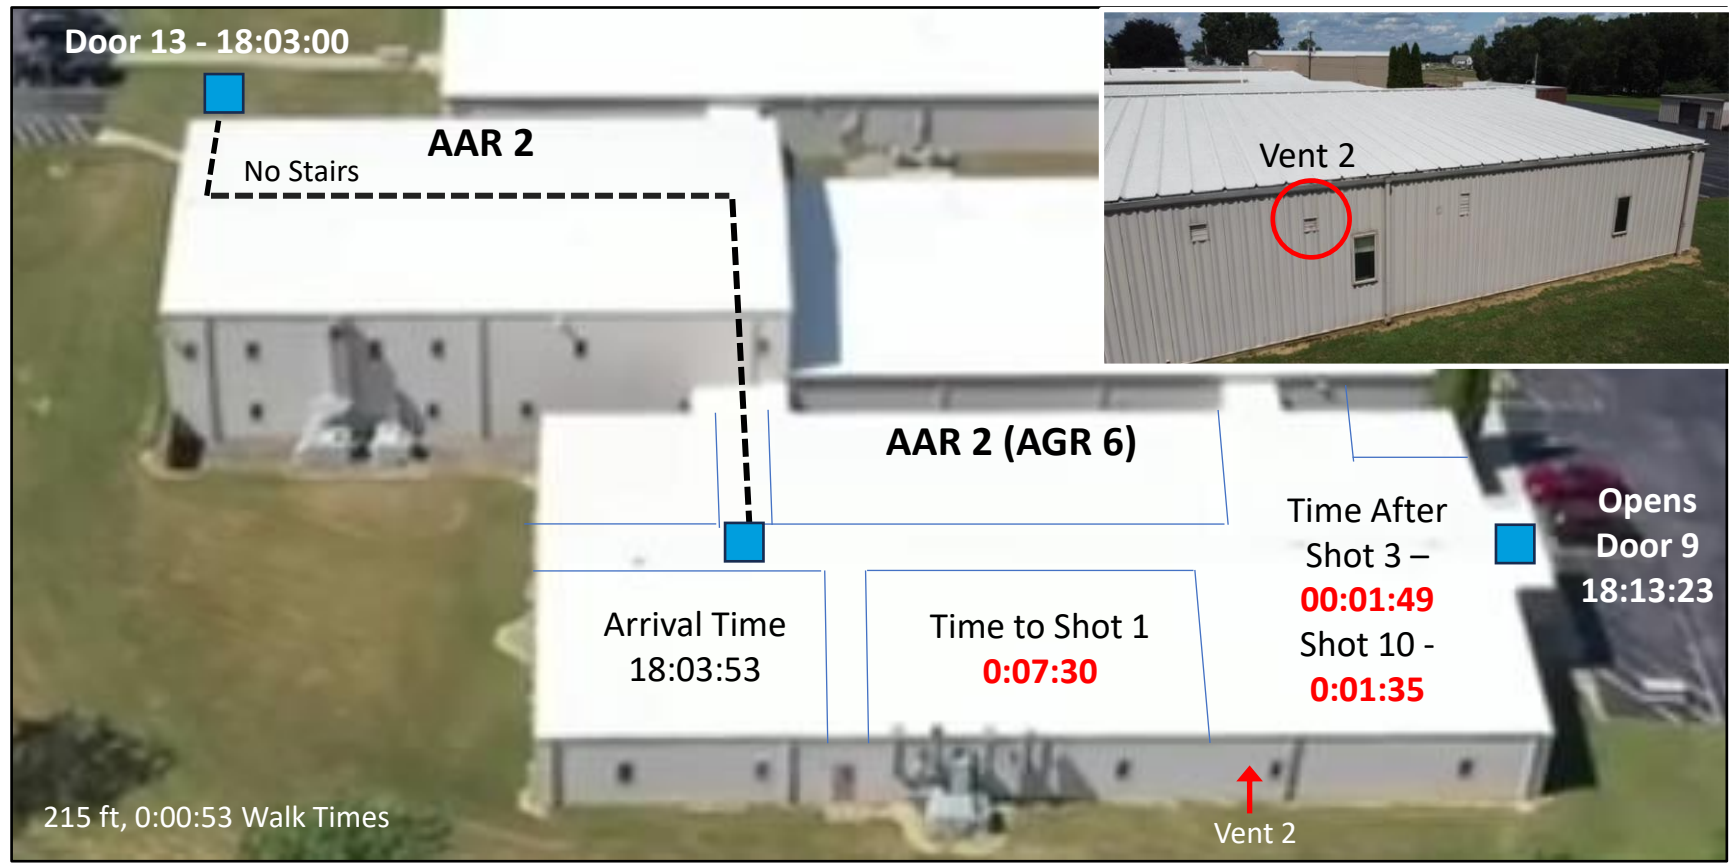 Door 13 - 18:03:00
AAR 2
No Stairs
Vent 2
AAR 2 (AGR 6)
Time After
Shot 3 –
00:01:49
Shot 10 -
0:01:35
Opens
Door 9
18:13:23
Arrival Time
18:03:53
Time to Shot 1
0:07:30
215 ft, 0:00:53 Walk Times
Vent 2